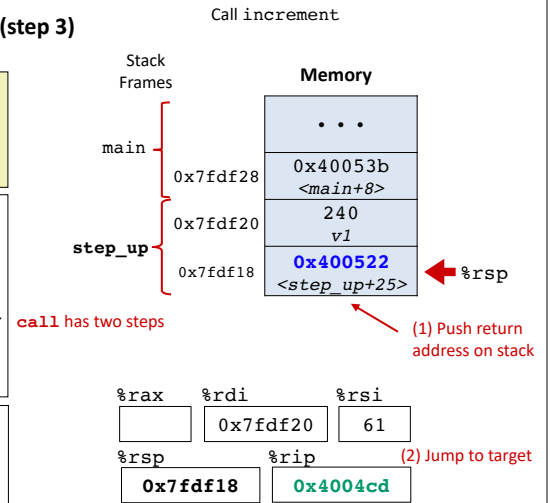 Call increment
(step 3)
Stack
Frames
Memory
• • •
main
0x7fdf28
0x40053b
<main+8>
0x7fdf20
240
v1
step_up
0x7fdf18
0x400522
<step_up+25>
%rsp
call has two steps
(1) Push return
address on stack
%rax %rdi %rsi
0x7fdf20 61
%rsp %rip (2) Jump to target
0x7fdf18 0x4004cd